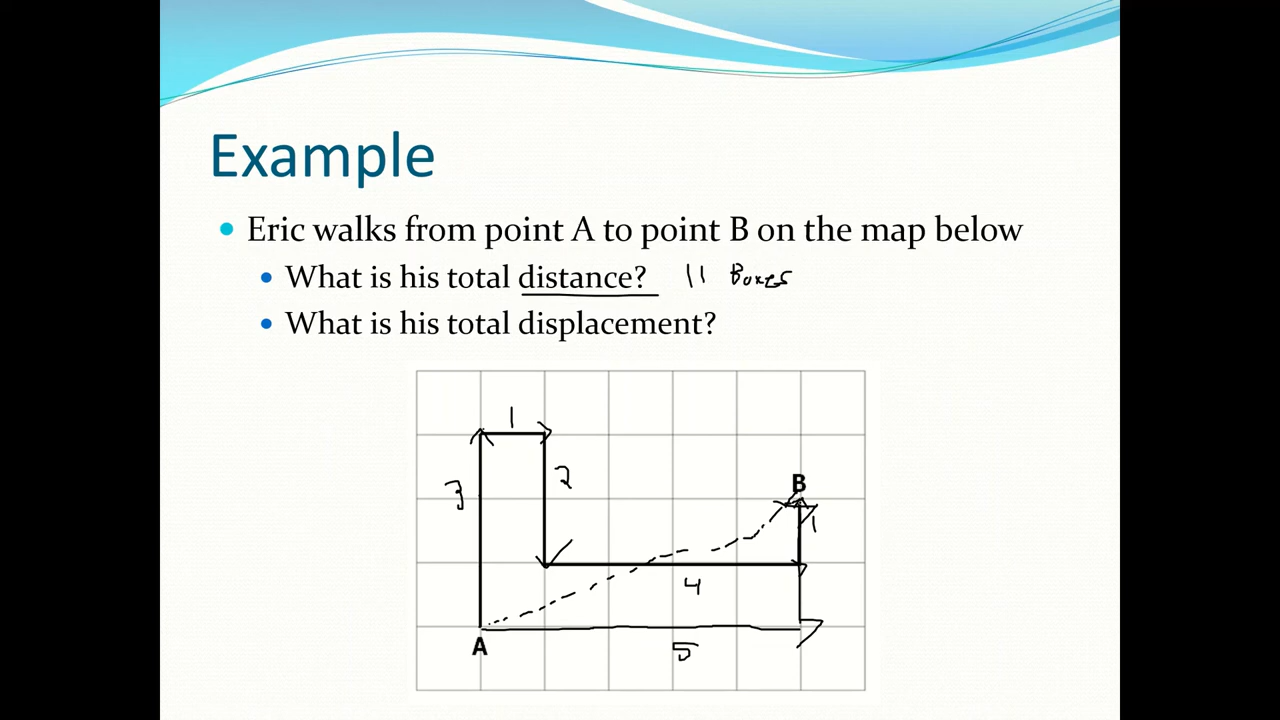 Example
Eric walks from point A to point B on the map below
What is his total distance? 11 Boxes
What is his total displacement?
1
3
2
B
1
4
A
5